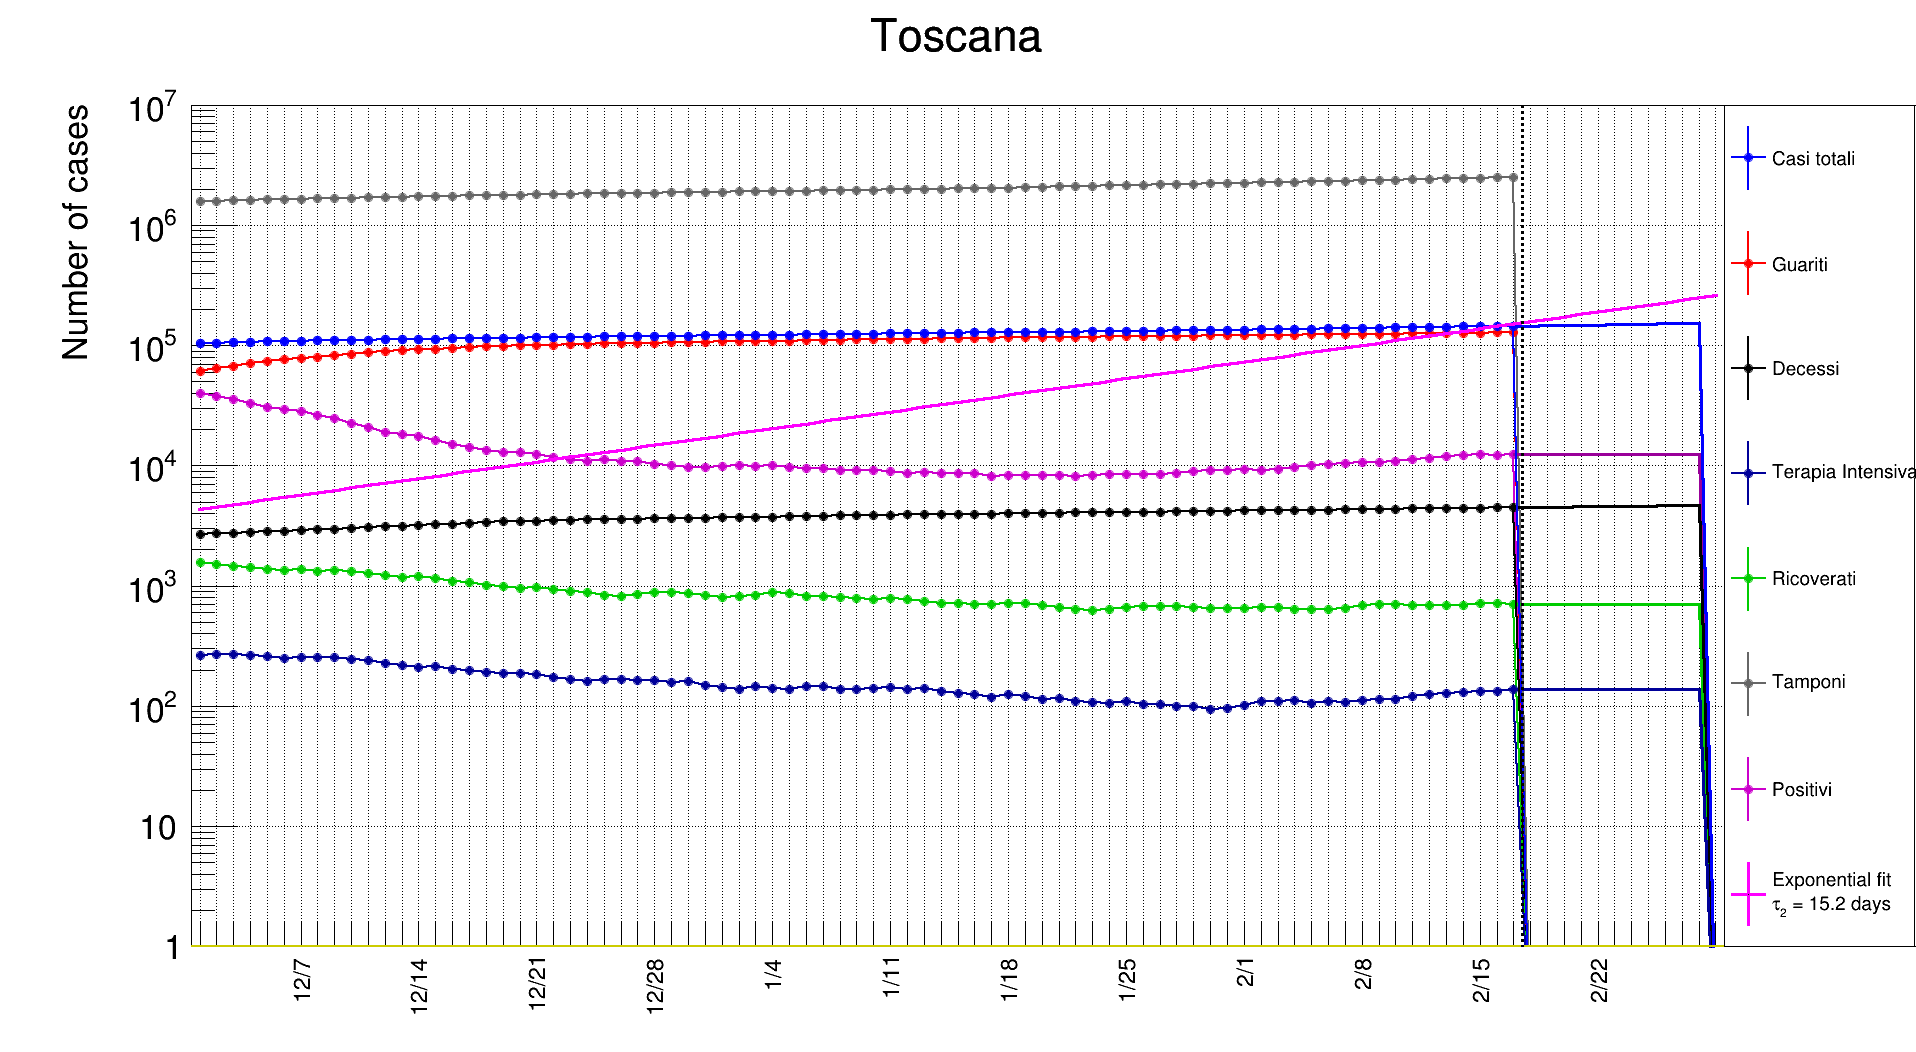 Toscana
Number of cases
10^7
10^6
10^5
10^4
10^3
10^2
10
1
12/7
12/14
12/21
12/28
1/4
1/11
1/18
1/25
2/1
2/8
2/15
2/22
Casi totali
Guariti
Decessi
Terapia Intensiva
Ricoverati
Tamponi
Positivi
Exponential fit
τ_2 = 15.2 days